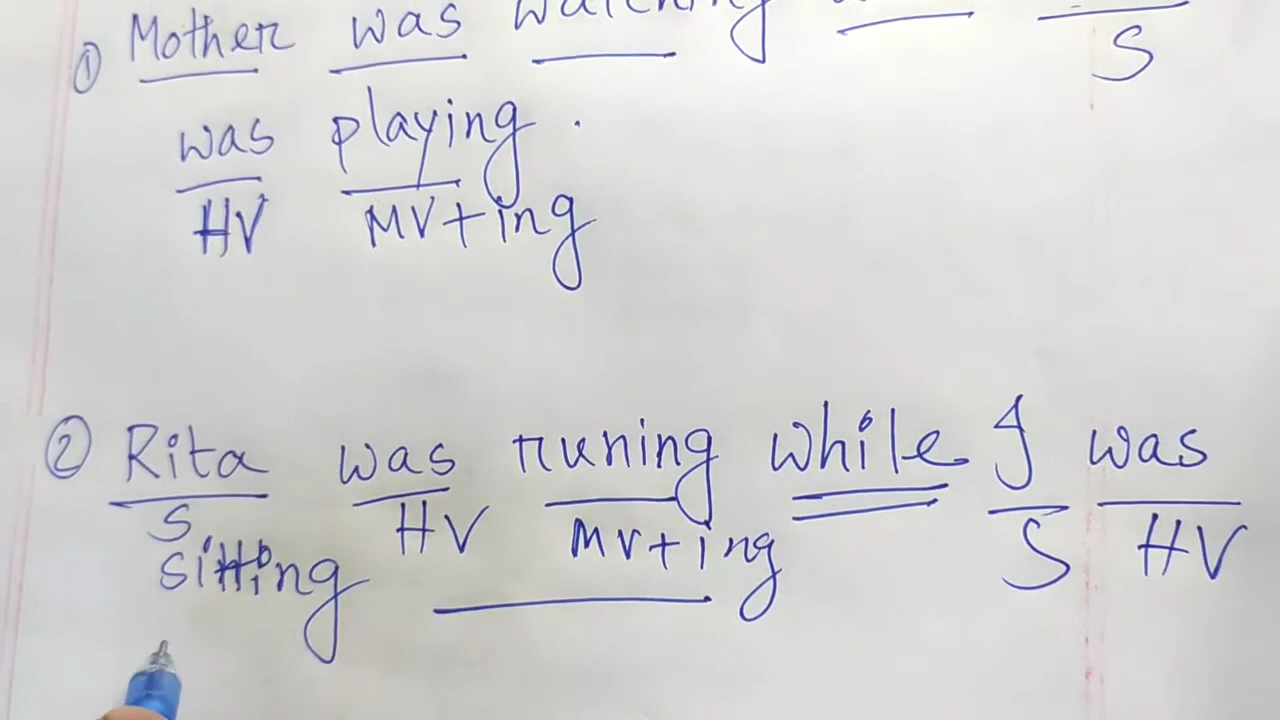 ① Mother was watching
S
was playing.
HV MV+ing
② Rita was runing while I was
S HV MV+ing S HV
sitting